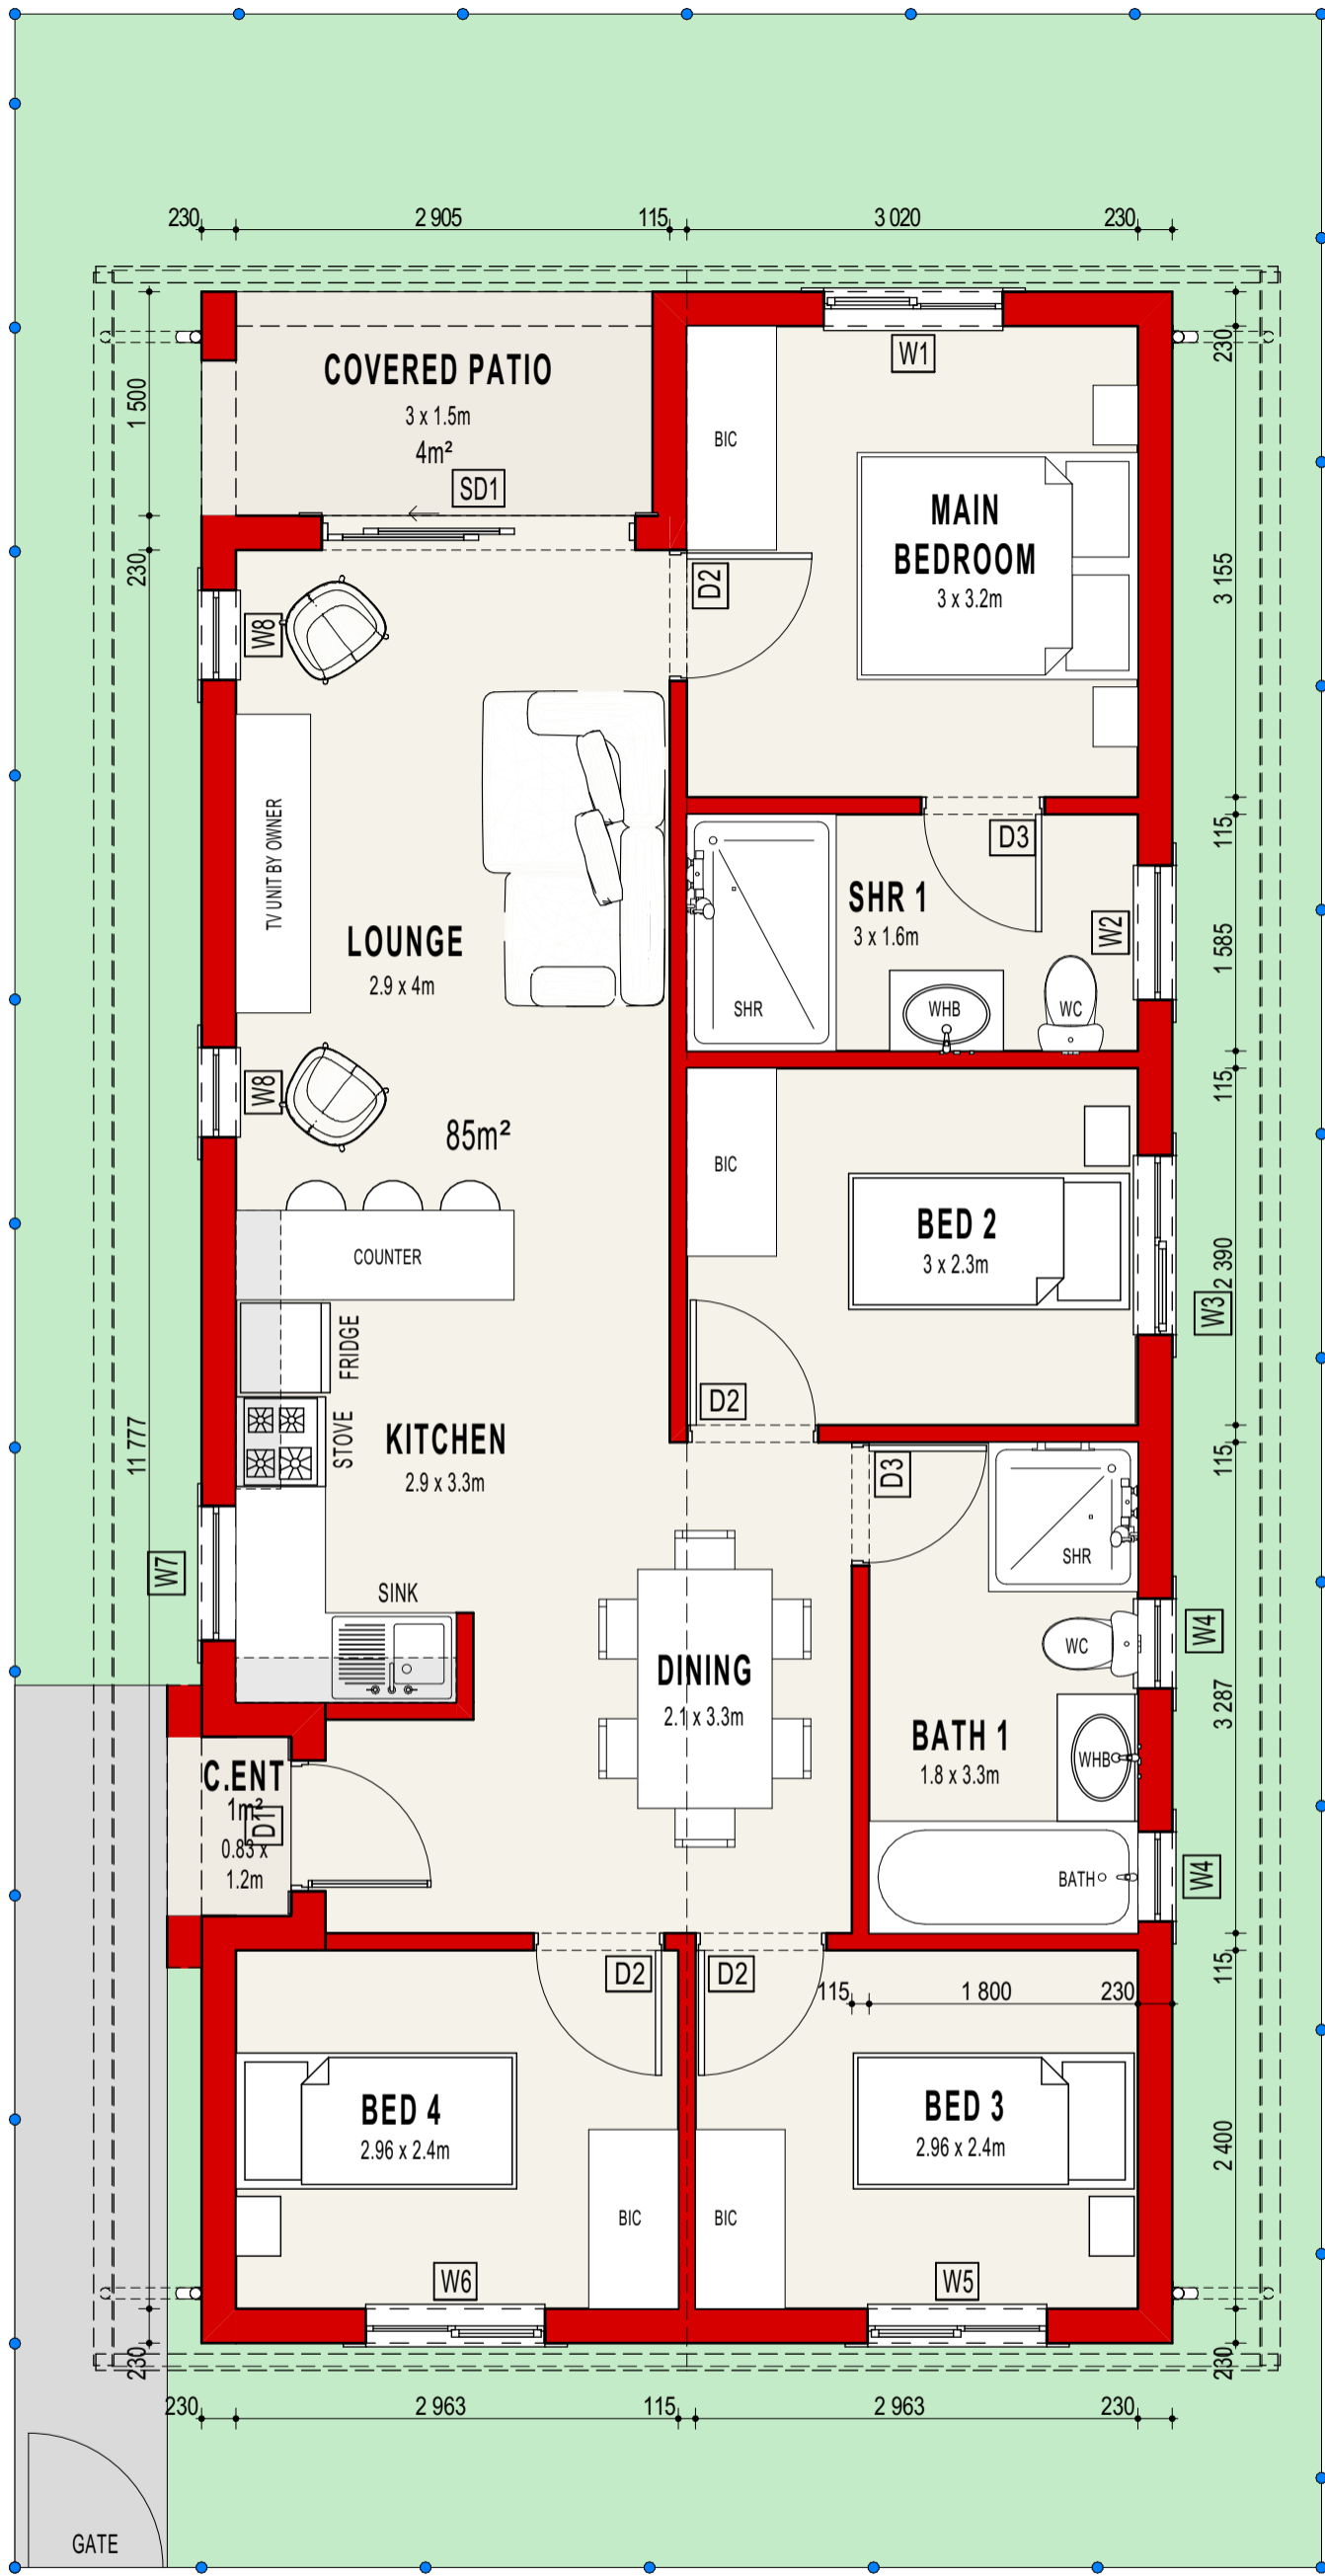 230
2 905
115
3 020
230
COVERED PATIO
3 x 1.5m
4m²
SD1
1 500
230
W1
230
BIC
MAIN
BEDROOM
3 x 3.2m
3 155
D2
W8
TV UNIT BY OWNER
LOUNGE
2.9 x 4m
D3
115
SHR 1
3 x 1.6m
W2
1 585
SHR
WHB
WC
W8
85m²
115
BIC
BED 2
3 x 2.3m
2 390
W3
COUNTER
FRIDGE
STOVE
KITCHEN
2.9 x 3.3m
11 777
D2
D3
115
SHR
W7
SINK
WC
W4
DINING
2.1 x 3.3m
BATH 1
1.8 x 3.3m
3 287
WHB
C.ENT
1m²
D1
0.83 x
1.2m
BATH
W4
D2
D2
115
115
1 800
230
BED 4
2.96 x 2.4m
BED 3
2.96 x 2.4m
2 400
BIC
BIC
W6
W5
230
230
230
2 963
115
2 963
230
GATE